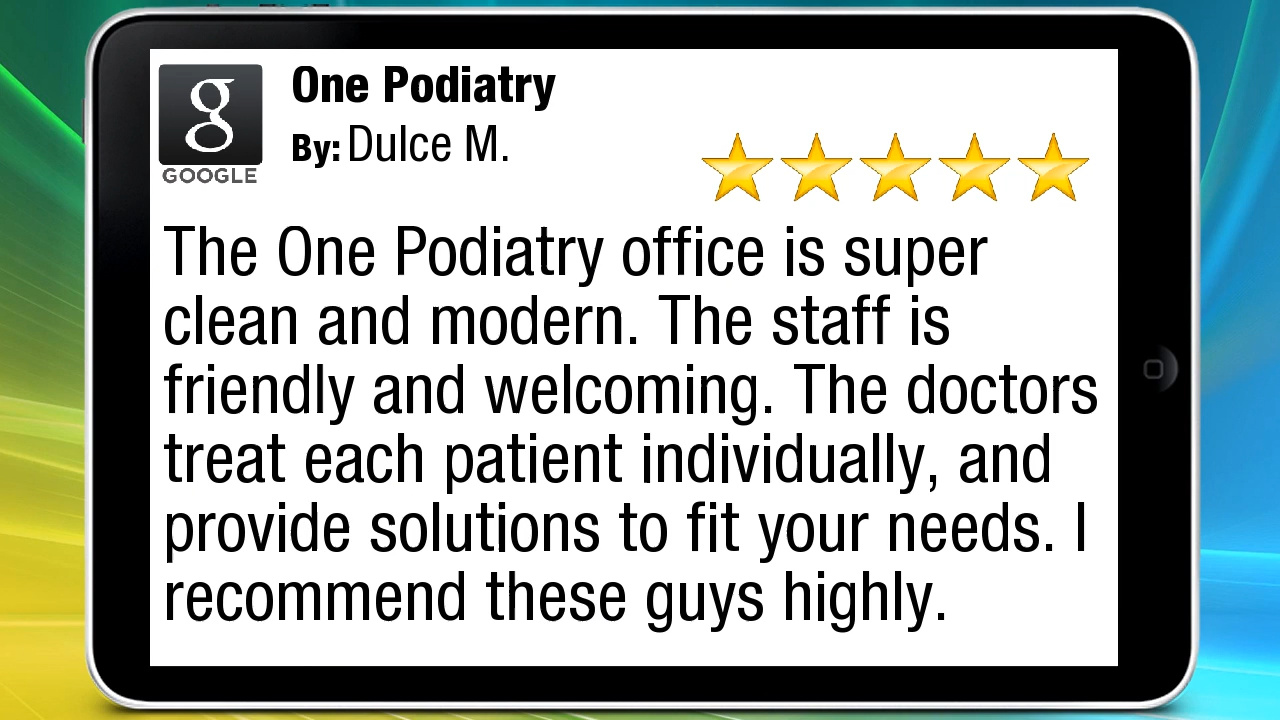 g
GOOGLE
One Podiatry
By: Dulce M.
The One Podiatry office is super
clean and modern. The staff is
friendly and welcoming. The doctors
treat each patient individually, and
provide solutions to fit your needs. I
recommend these guys highly.